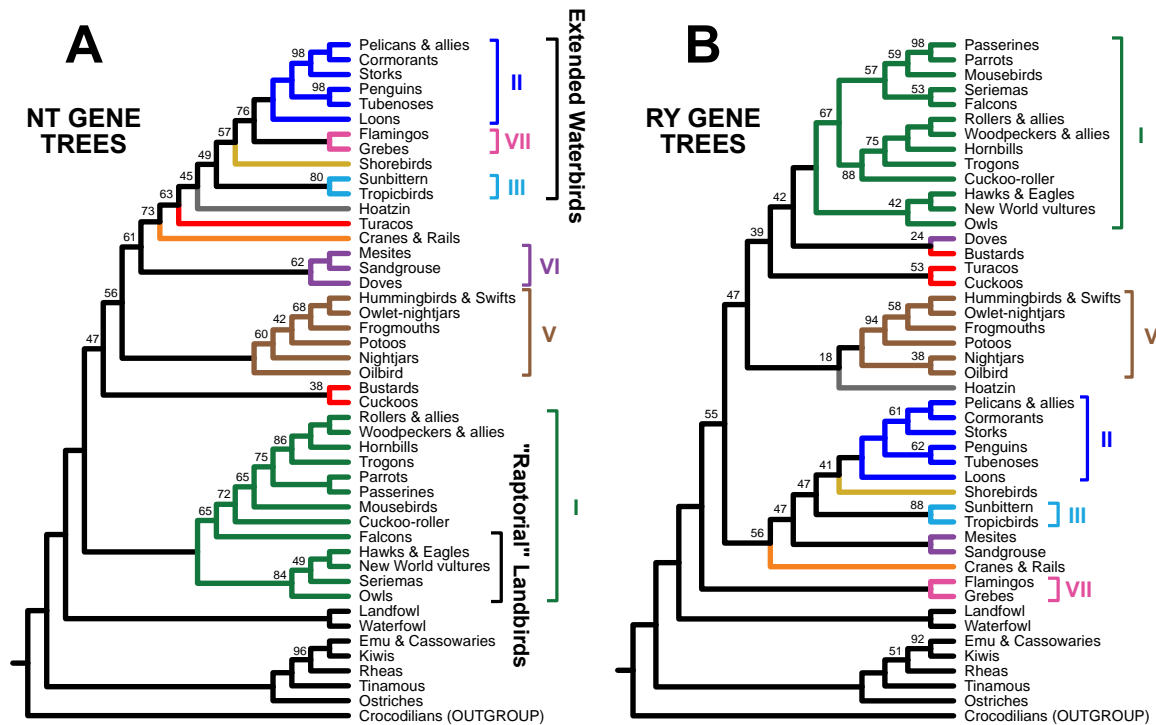 A
NT GENE
TREES
Pelicans & allies
Cormorants
Storks
Penguins
Tubenoses
Loons
Flamingos
Grebes
Shorebirds
Sunbittern
Tropicbirds
Hoatzin
Turacos
Cranes & Rails
Mesites
Sandgrouse
Doves
Hummingbirds & Swifts
Owlet-nightjars
Frogmouths
Potoos
Nightjars
Oilbird
Bustards
Cuckoos
Rollers & allies
Woodpeckers & allies
Hornbills
Trogons
Parrots
Passerines
Mousebirds
Cuckoo-roller
Falcons
Hawks & Eagles
New World vultures
Seriemas
Owls
Landfowl
Waterfowl
Emu & Cassowaries
Kiwis
Rheas
Tinamous
Ostriches
Crocodilians (OUTGROUP)
98
98
76
57
49
80
45
63
73
61
62
56
68
42
60
47
38
86
75
65
72
65
49
84
96
II
VII
III
VI
V
I
Extended Waterbirds
"Raptorial" Landbirds
B
RY GENE
TREES
Passerines
Parrots
Mousebirds
Seriemas
Falcons
Rollers & allies
Woodpeckers & allies
Hornbills
Trogons
Cuckoo-roller
Hawks & Eagles
New World vultures
Owls
Doves
Bustards
Turacos
Cuckoos
Hummingbirds & Swifts
Owlet-nightjars
Frogmouths
Potoos
Nightjars
Oilbird
Hoatzin
Pelicans & allies
Cormorants
Storks
Penguins
Tubenoses
Loons
Shorebirds
Sunbittern
Tropicbirds
Mesites
Sandgrouse
Cranes & Rails
Flamingos
Grebes
Landfowl
Waterfowl
Emu & Cassowaries
Kiwis
Rheas
Tinamous
Ostriches
Crocodilians (OUTGROUP)
98
59
57
53
67
75
88
42
42
24
39
53
47
58
94
18
38
55
61
62
41
47
88
47
56
92
51
I
V
II
III
VII